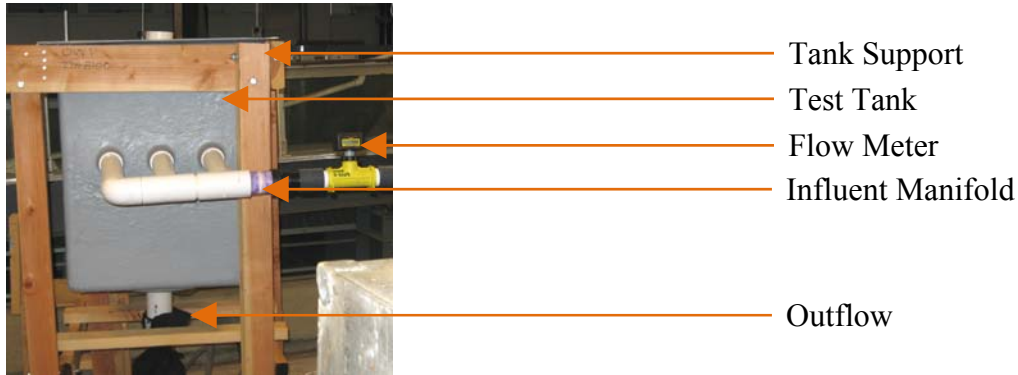 Tank Support
Test Tank
Flow Meter
Influent Manifold
Outflow